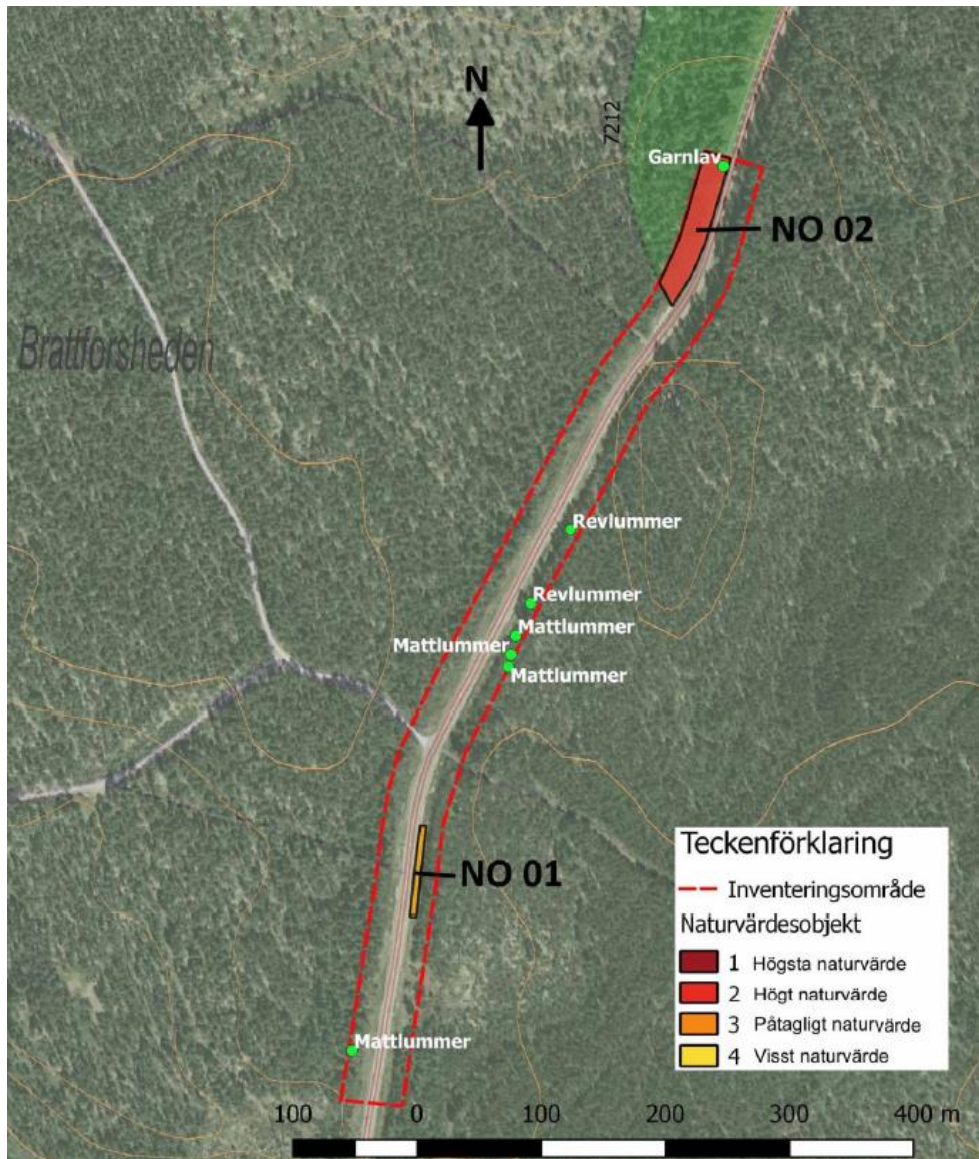 N
7212
Garnlav
NO 02
Brattforsheden
Revlummer
Revlummer
Mattlummer
Mattlummer
Mattlummer
NO 01
Mattlummer
Teckenförklaring
Inventeringsområde
Naturvärdesobjekt
1 Högsta naturvärde
2 Högt naturvärde
3 Påtagligt naturvärde
4 Visst naturvärde
100 0 100 200 300 400 m